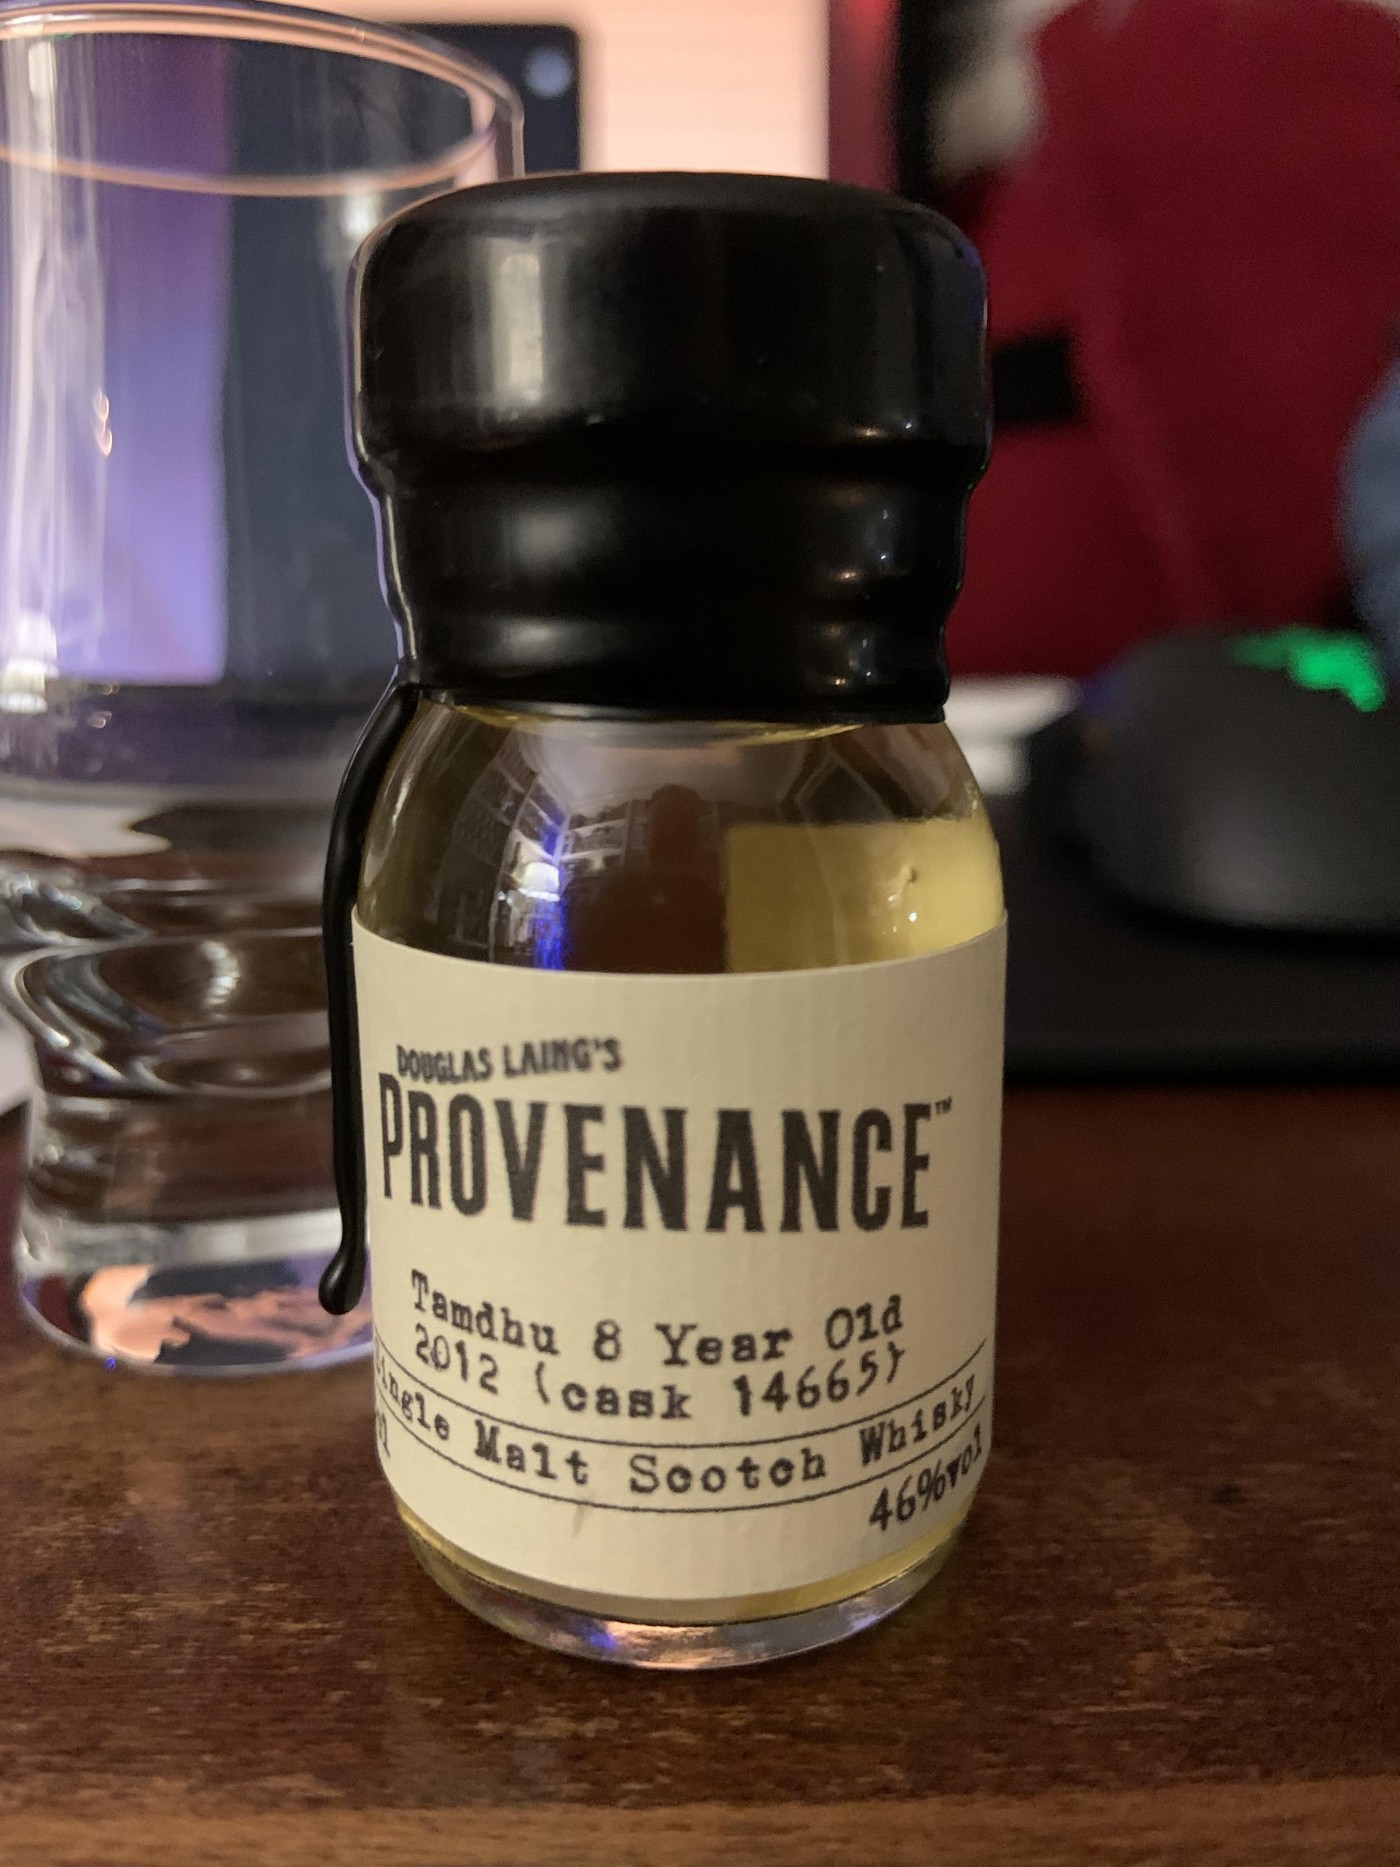 DOUGLAS LAING'S
PROVENANCE™
Tamdhu 8 Year Old
2012 (cask 14665)
Single Malt Scotch Whisky
46%vol